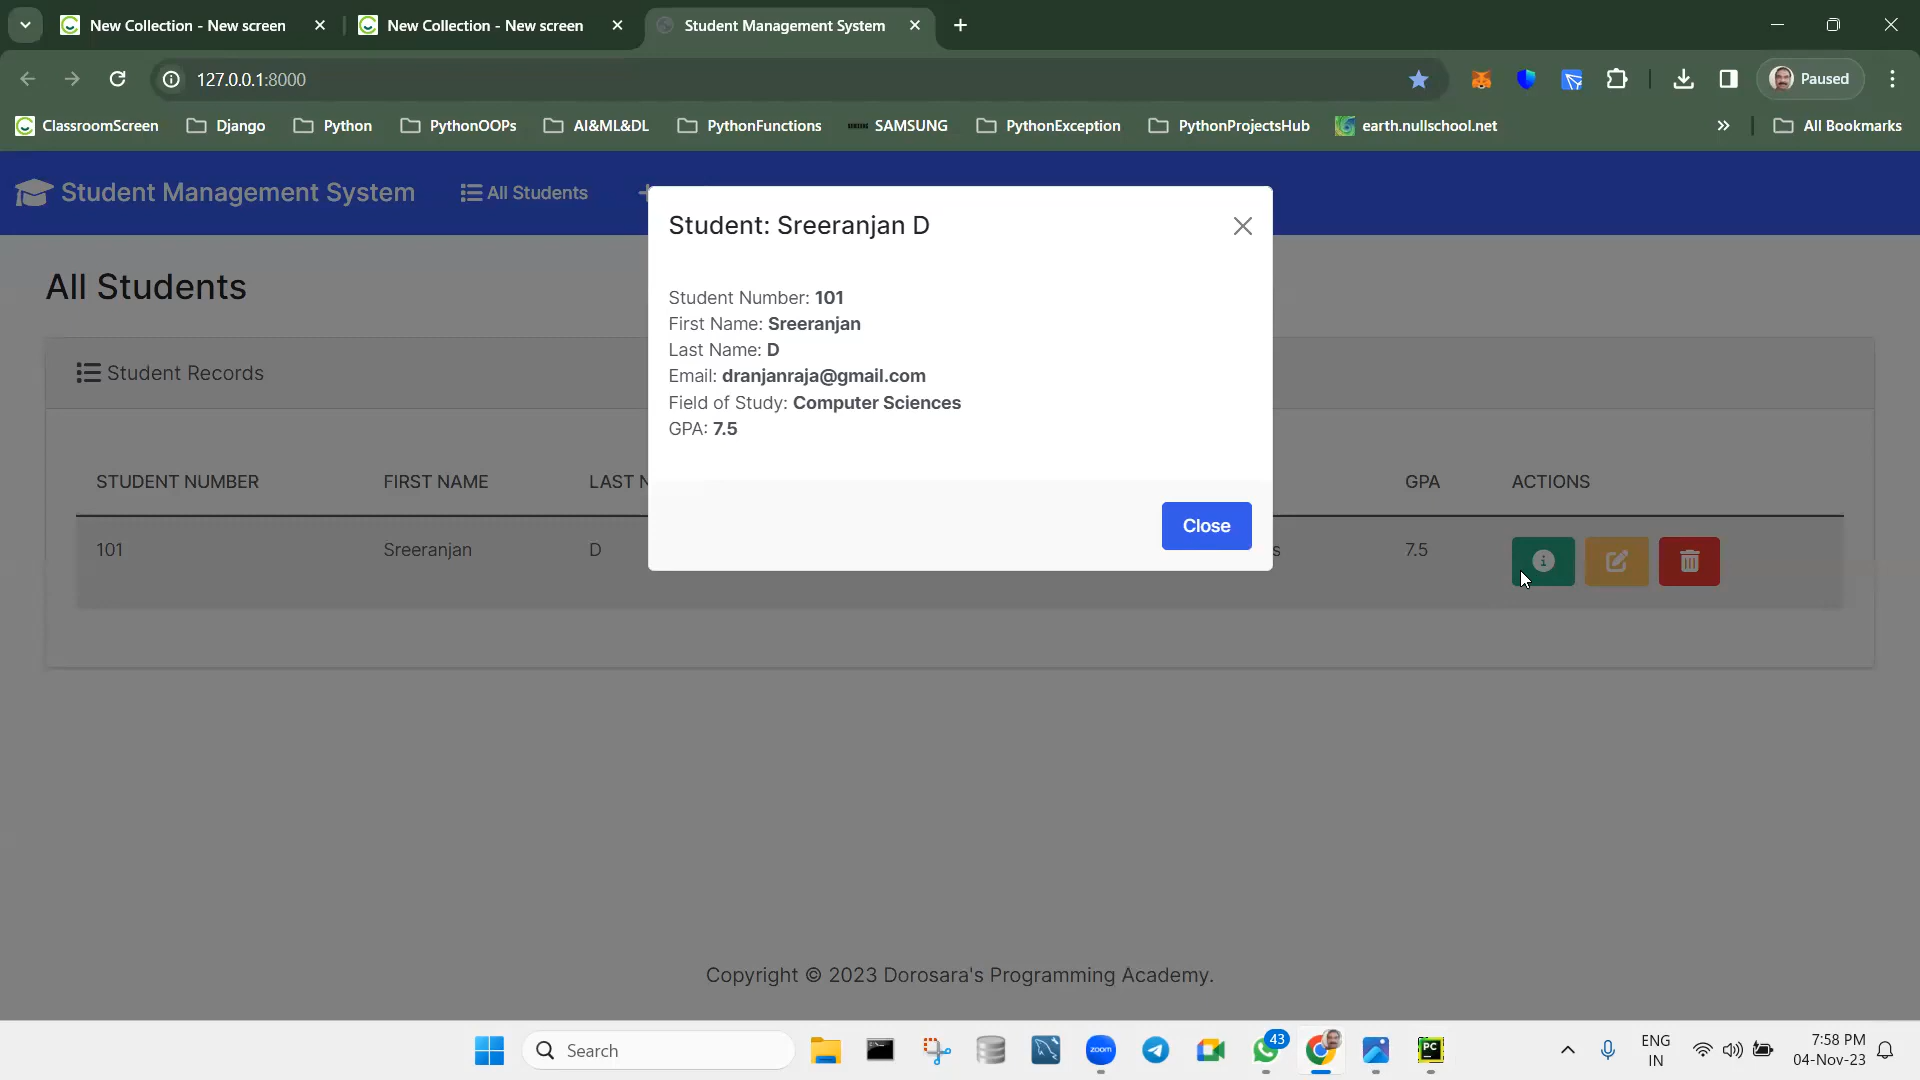 New Collection - New screen
New Collection - New screen
Student Management System
127.0.0.1:8000
Paused
ClassroomScreen
Django
Python
PythonOOPs
AI&ML&DL
PythonFunctions
SAMSUNG
PythonException
PythonProjectsHub
earth.nullschool.net
All Bookmarks
Student Management System
All Students
Student: Sreeranjan D
All Students
Student Number: 101
First Name: Sreeranjan
Last Name: D
Email: dranjanraja@gmail.com
Field of Study: Computer Sciences
GPA: 7.5
Student Records
STUDENT NUMBER
FIRST NAME
LAST N
GPA
ACTIONS
Close
101
Sreeranjan
D
s
7.5
Copyright © 2023 Dorosara's Programming Academy.
Search
zoom
43
PC
ENG
IN
7:58 PM
04-Nov-23